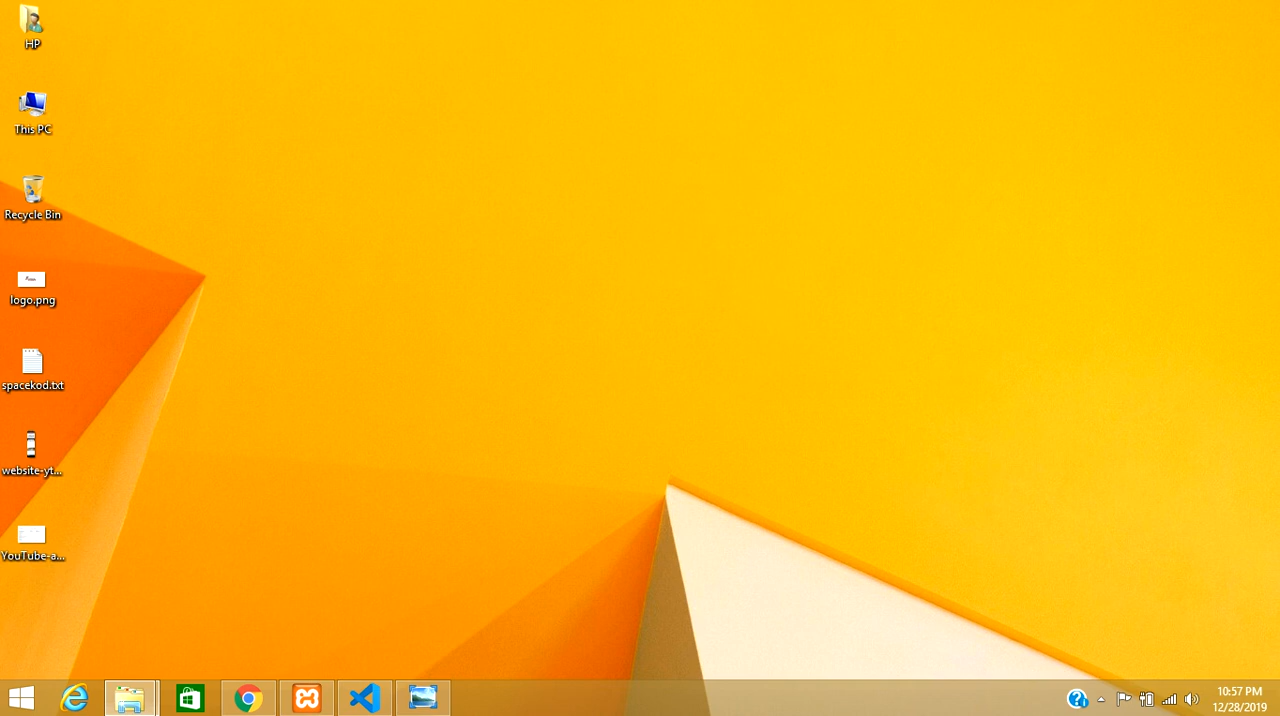 HP
This PC
Recycle Bin
logo.png
spacekod.txt
website-yt...
YouTube-a...
10:57 PM
12/28/2019